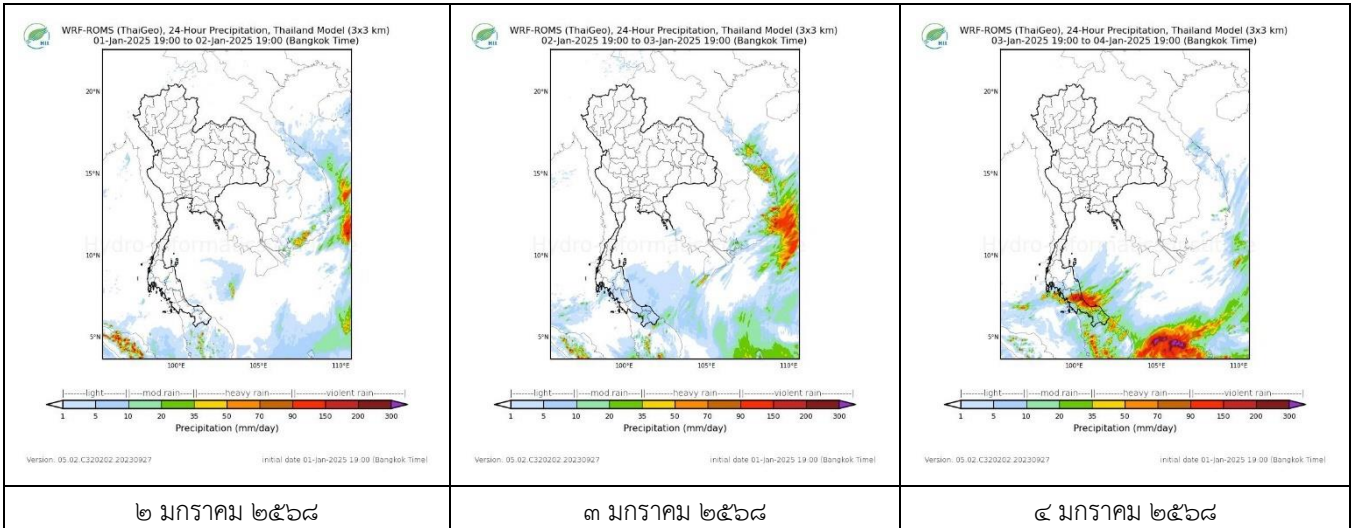 WRF-ROMS (ThaiGeo), 24-Hour Precipitation, Thailand Model (3x3 km)
01-Jan-2025 19:00 to 02-Jan-2025 19:00 (Bangkok Time)
20°N
15°N
10°N
5°N
100°E 105°E 110°E
light mod rain heavy rain violent rain
1 5 10 20 35 50 70 90 150 200 300
Precipitation (mm/day)
Version: 05.02.C320202.20230927 initial date 01-Jan-2025 19:00 (Bangkok Time)
๒ มกราคม ๒๕๖๘
WRF-ROMS (ThaiGeo), 24-Hour Precipitation, Thailand Model (3x3 km)
02-Jan-2025 19:00 to 03-Jan-2025 19:00 (Bangkok Time)
20°N
15°N
10°N
5°N
100°E 105°E 110°E
light mod rain heavy rain violent rain
1 5 10 20 35 50 70 90 150 200 300
Precipitation (mm/day)
Version: 05.02.C320202.20230927 initial date 01-Jan-2025 19:00 (Bangkok Time)
๓ มกราคม ๒๕๖๘
WRF-ROMS (ThaiGeo), 24-Hour Precipitation, Thailand Model (3x3 km)
03-Jan-2025 19:00 to 04-Jan-2025 19:00 (Bangkok Time)
20°N
15°N
10°N
5°N
100°E 105°E 110°E
light mod rain heavy rain violent rain
1 5 10 20 35 50 70 90 150 200 300
Precipitation (mm/day)
Version: 05.02.C320202.20230927 initial date 01-Jan-2025 19:00 (Bangkok Time)
๔ มกราคม ๒๕๖๘